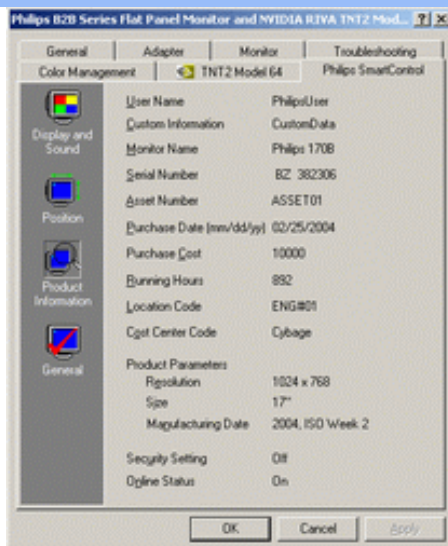 Philips B2B Series Flat Panel Monitor and NVIDIA RIVA TNT2 Mod...
General Adapter Monitor Troubleshooting
Color Management TNT2 Model 64 Philips SmartControl
Display and Sound
Position
Product Information
General
User Name PhilipsUser
Custom Information CustomData
Monitor Name Philips 170B
Serial Number BZ 382306
Asset Number ASSET01
Purchase Date (mm/dd/yy) 02/25/2004
Purchase Cost 10000
Running Hours 892
Location Code ENG#01
Cost Center Code Cybage
Product Parameters
Resolution 1024 x 768
Size 17"
Manufacturing Date 2004, ISO Week 2
Security Setting Off
Online Status On
OK Cancel Apply